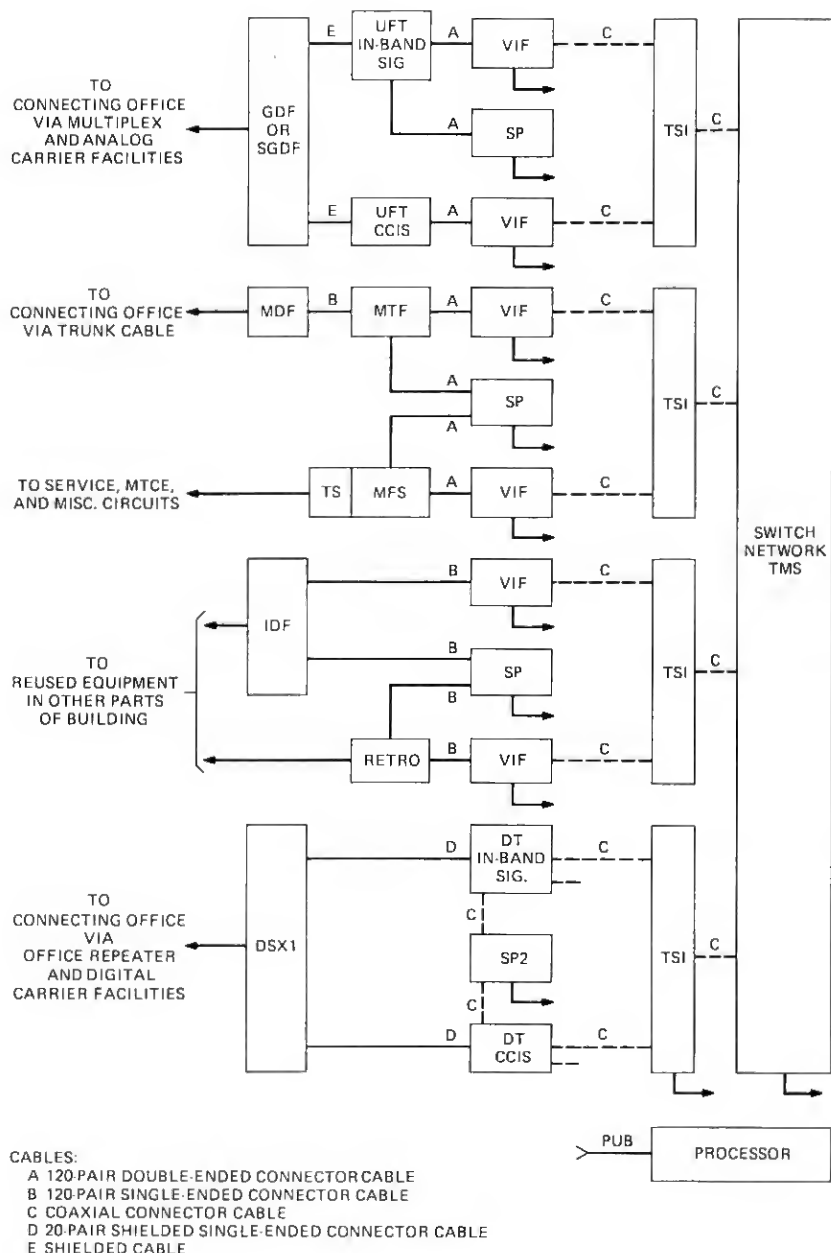 E
UFT
IN-BAND
SIG
A
VIF
C
TO
CONNECTING OFFICE
VIA MULTIPLEX
AND ANALOG
CARRIER FACILITIES
GDF
OR
SGDF
A
SP
TSI
C
E
UFT
CCIS
A
VIF
C
TO
CONNECTING OFFICE
VIA TRUNK CABLE
MDF
B
MTF
A
VIF
C
A
SP
A
TSI
C
TO SERVICE, MTCE,
AND MISC. CIRCUITS
TS
MFS
A
VIF
C
SWITCH
NETWORK
TMS
IDF
B
VIF
C
TO
REUSED EQUIPMENT
IN OTHER PARTS
OF BUILDING
B
SP
B
TSI
C
RETRO
B
VIF
C
TO
CONNECTING OFFICE
VIA
OFFICE REPEATER
AND DIGITAL
CARRIER FACILITIES
DSX1
D
DT
IN-BAND
SIG.
C
C
SP2
C
TSI
C
D
DT
CCIS
C
PUB
PROCESSOR
CABLES:
A 120-PAIR DOUBLE-ENDED CONNECTOR CABLE
B 120-PAIR SINGLE-ENDED CONNECTOR CABLE
C COAXIAL CONNECTOR CABLE
D 20-PAIR SHIELDED SINGLE-ENDED CONNECTOR CABLE
E SHIELDED CABLE